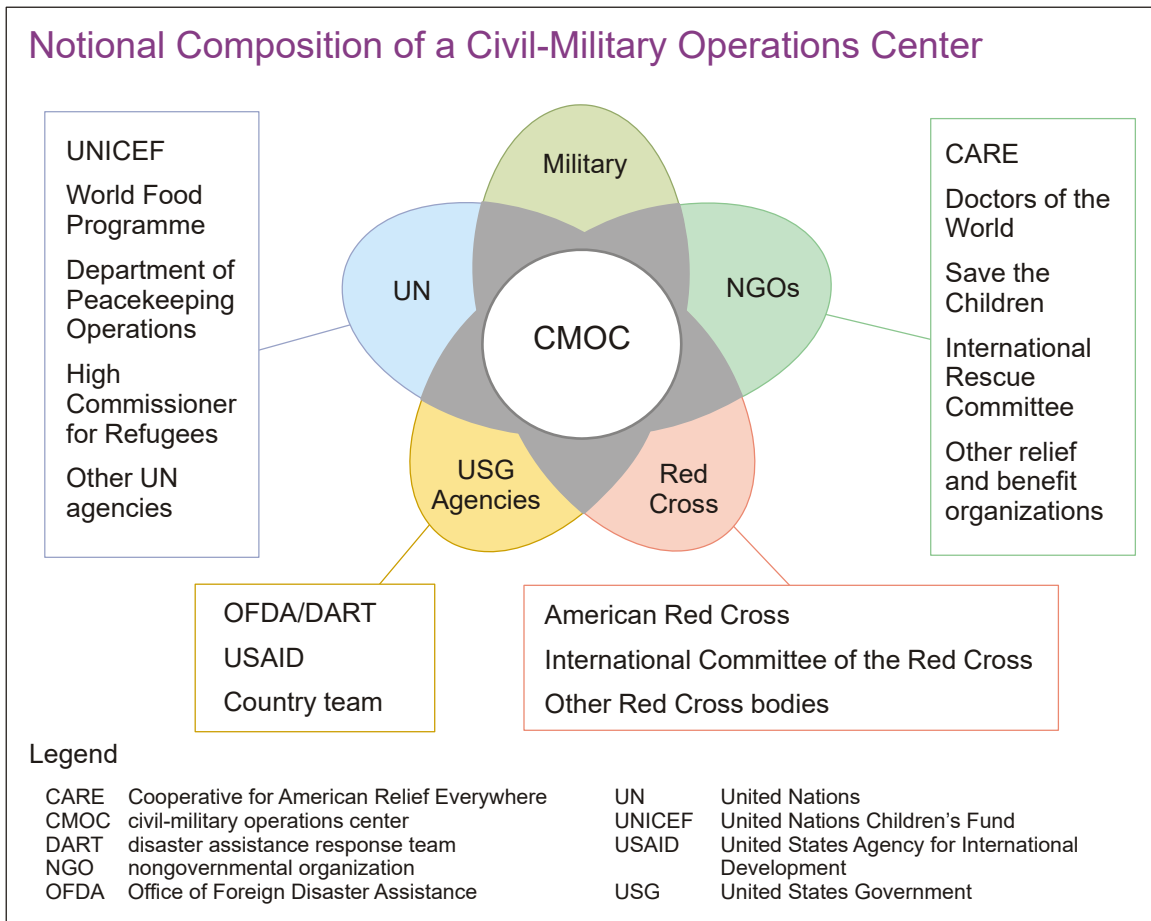 Notional Composition of a Civil-Military Operations Center
UNICEF
World Food
Programme
Department of
Peacekeeping
Operations
High
Commissioner
for Refugees
Other UN
agencies
Military
UN
NGOs
CMOC
USG
Agencies
Red
Cross
CARE
Doctors of the
World
Save the
Children
International
Rescue
Committee
Other relief
and benefit
organizations
OFDA/DART
USAID
Country team
American Red Cross
International Committee of the Red Cross
Other Red Cross bodies
Legend
CARE Cooperative for American Relief Everywhere
CMOC civil-military operations center
DART disaster assistance response team
NGO nongovernmental organization
OFDA Office of Foreign Disaster Assistance
UN United Nations
UNICEF United Nations Children’s Fund
USAID United States Agency for International
Development
USG United States Government